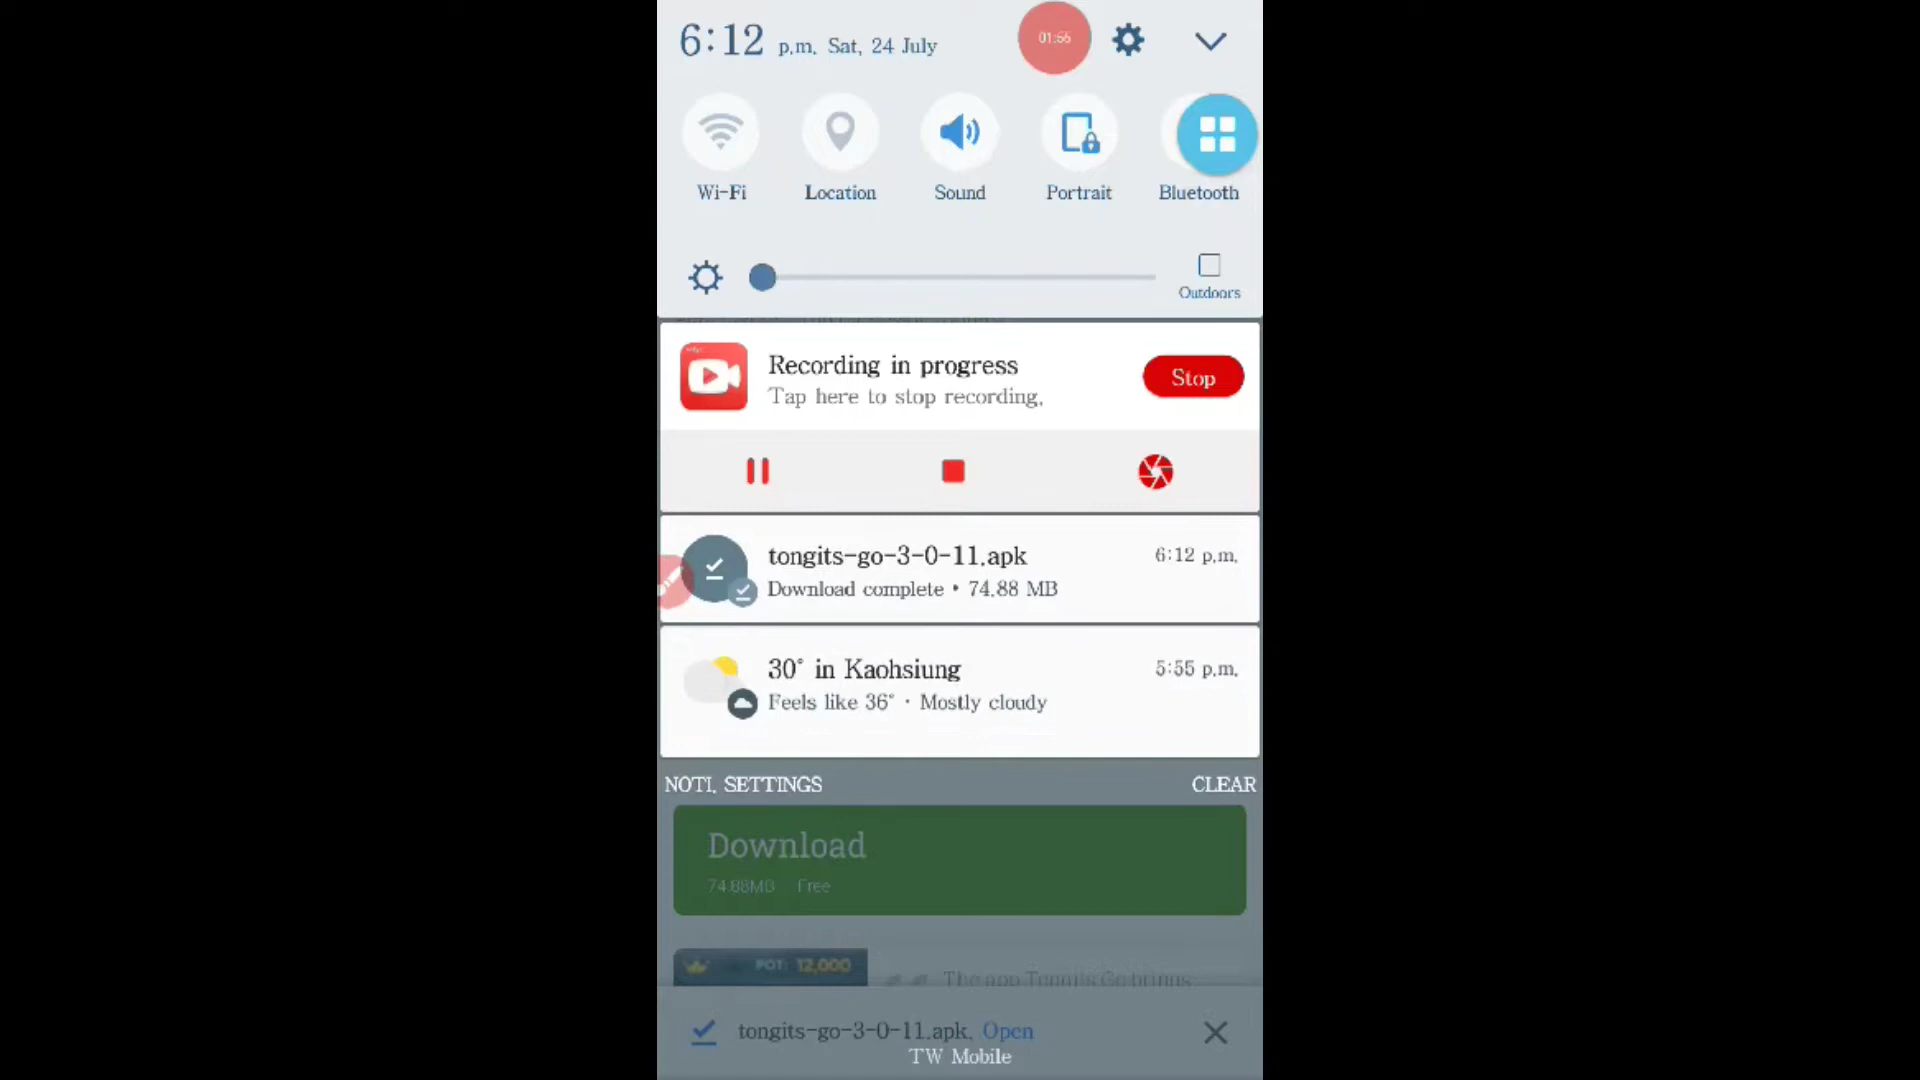 6:12 p.m. Sat, 24 July
01:55
Wi-Fi
Location
Sound
Portrait
Bluetooth
Outdoors
Recording in progress
Tap here to stop recording.
Stop
tongits-go-3-0-11.apk
6:12 p.m.
Download complete • 74.88 MB
30° in Kaohsiung
5:55 p.m.
Feels like 36° · Mostly cloudy
NOTI. SETTINGS
CLEAR
Download
74.88MB Free
POT: 12,000
The app Tongits Go brings
tongits-go-3-0-11.apk. Open
TW Mobile